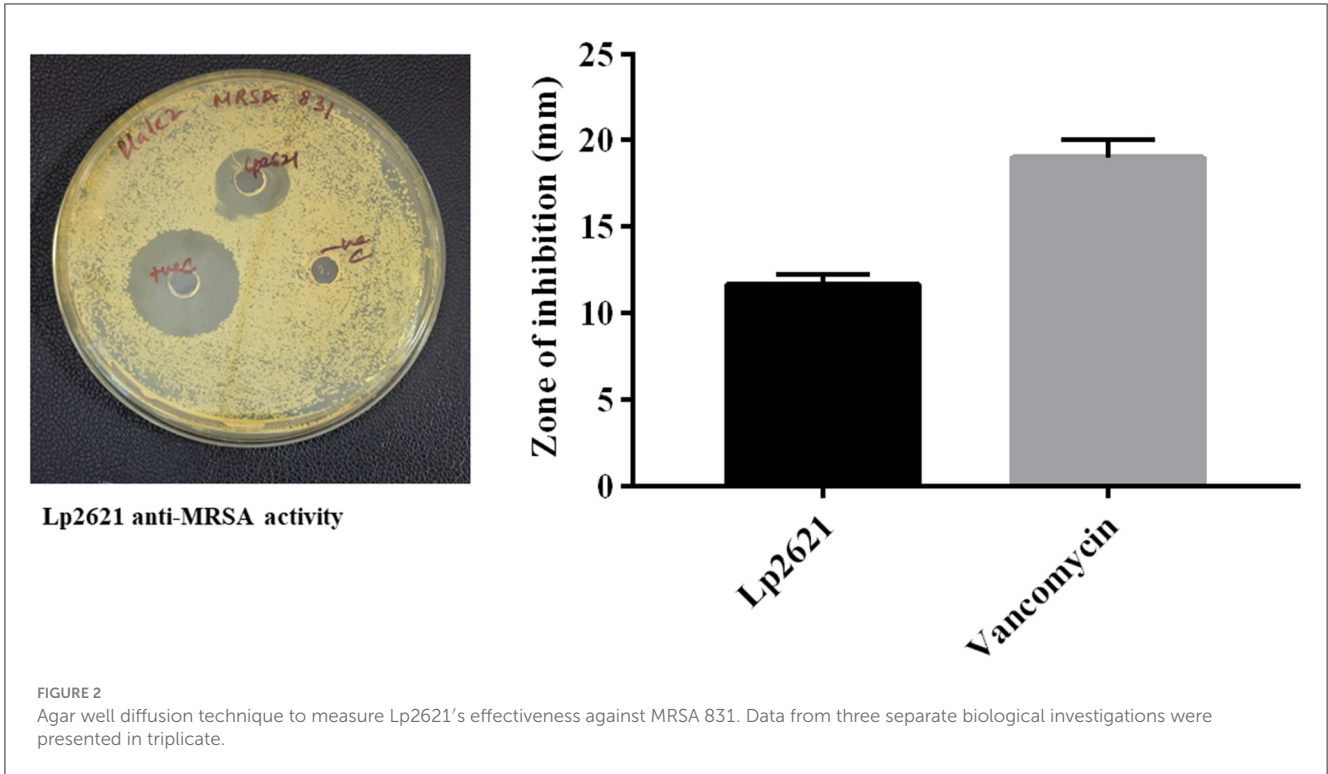 Plate2 MRSA 831
Lp2621
+veC
-ve
C
Lp2621 anti-MRSA activity
Zone of inhibition (mm)
25
20
15
10
5
0
Lp2621
Vancomycin
FIGURE 2
Agar well diffusion technique to measure Lp2621′s effectiveness against MRSA 831. Data from three separate biological investigations were
presented in triplicate.